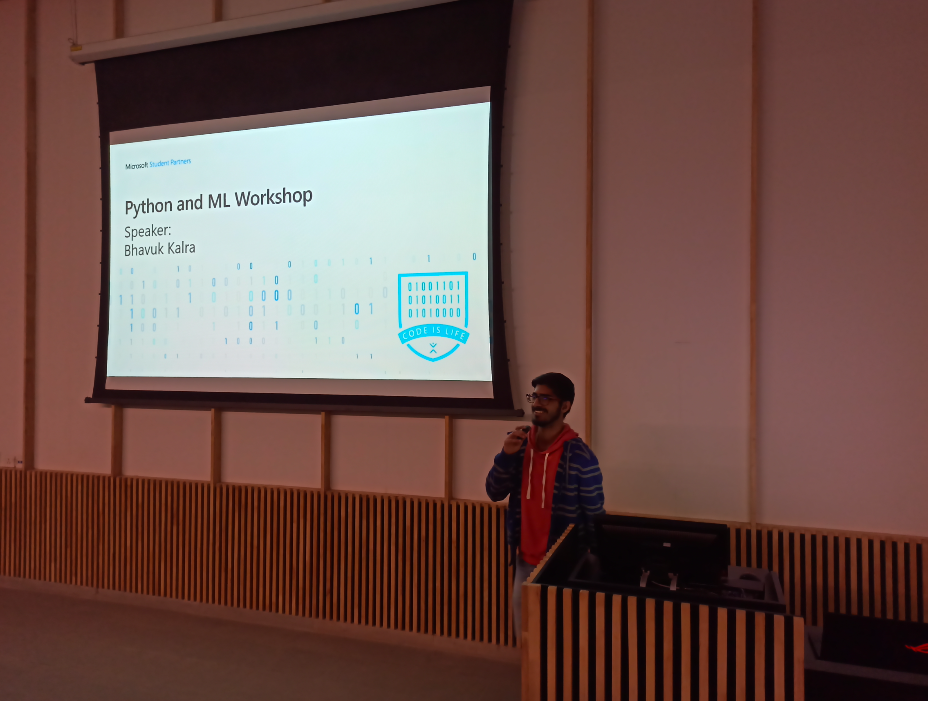 Microsoft Student Partners
Python and ML Workshop
Speaker:
Bhavuk Kalra
01001101
01010011
01010000
CODE IS LIFE